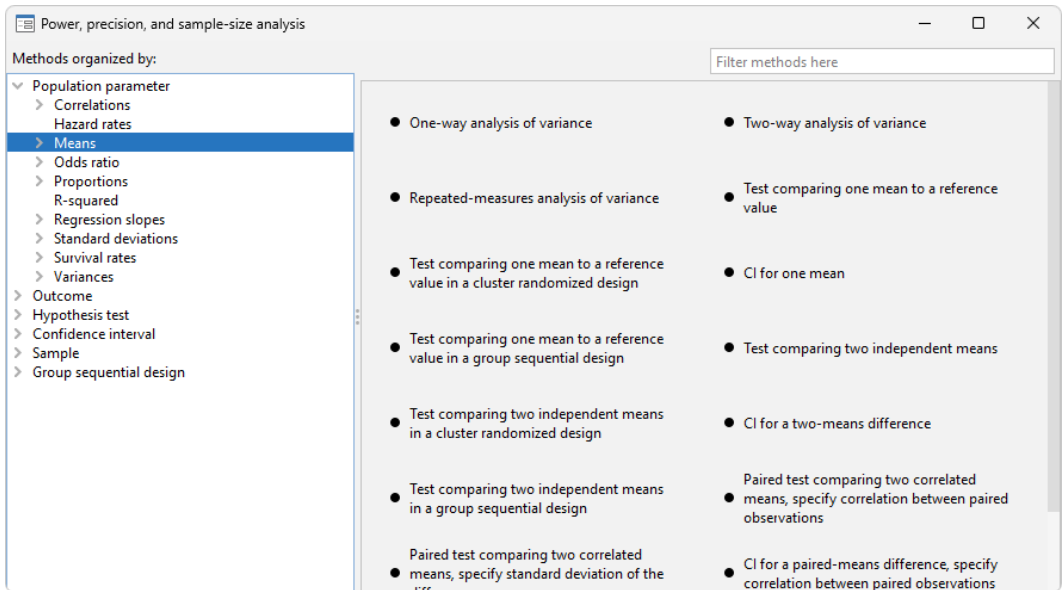 Power, precision, and sample-size analysis
Methods organized by:
Filter methods here
Population parameter
Correlations
Hazard rates
Means
Odds ratio
Proportions
R-squared
Regression slopes
Standard deviations
Survival rates
Variances
Outcome
Hypothesis test
Confidence interval
Sample
Group sequential design
One-way analysis of variance
Two-way analysis of variance
Repeated-measures analysis of variance
Test comparing one mean to a reference
value
Test comparing one mean to a reference
value in a cluster randomized design
CI for one mean
Test comparing one mean to a reference
value in a group sequential design
Test comparing two independent means
Test comparing two independent means
in a cluster randomized design
CI for a two-means difference
Test comparing two independent means
in a group sequential design
Paired test comparing two correlated
means, specify correlation between paired
observations
Paired test comparing two correlated
means, specify standard deviation of the
CI for a paired-means difference, specify
correlation between paired observations